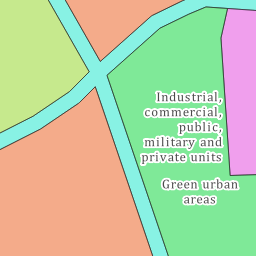 Industrial,
commercial,
public,
military and
private units
Green urban
areas